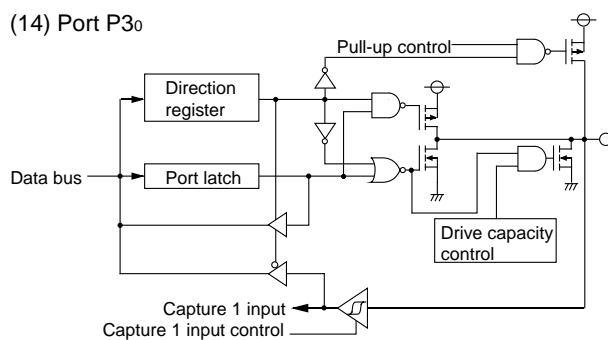 (14) Port P3₀
Pull-up control
Direction
register
Data bus
Port latch
Drive capacity
control
Capture 1 input
Capture 1 input control